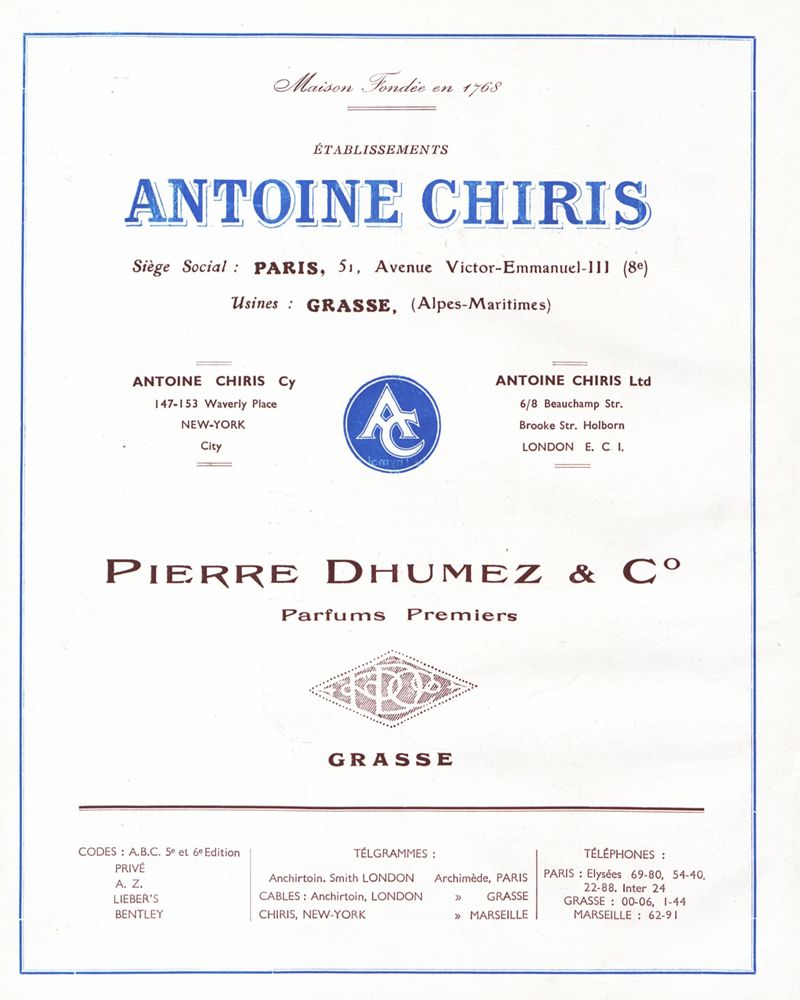 Maison Fondée en 1768
ÉTABLISSEMENTS
ANTOINE CHIRIS
Siège Social : PARIS, 51, Avenue Victor-Emmanuel-III (8e)
Usines : GRASSE, (Alpes-Maritimes)
ANTOINE CHIRIS Cy
147-153 Waverly Place
NEW-YORK
City
AC
ANTOINE CHIRIS Ltd
6/8 Beauchamp Str.
Brooke Str. Holborn
LONDON E. C. I.
PIERRE DHUMEZ & Cº
Parfums Premiers
GRASSE
CODES : A.B.C. 5e et 6e Edition
PRIVÉ
A. Z.
LIEBER'S
BENTLEY
TÉLGRAMMES :
Anchirtoin. Smith LONDON Archimède, PARIS
CABLES : Anchirtoin, LONDON » GRASSE
CHIRIS, NEW-YORK » MARSEILLE
TÉLÉPHONES :
PARIS : Elysées 69-80, 54-40,
22-88. Inter 24
GRASSE : 00-06, 1-44
MARSEILLE : 62-91